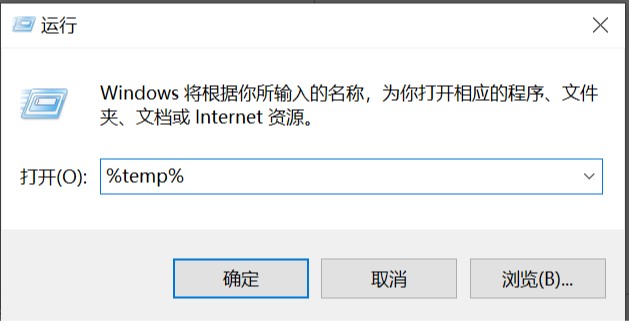 运行
Windows 将根据你所输入的名称，为你打开相应的程序、文件
夹、文档或 Internet 资源。
打开(O): %temp%
确定 取消 浏览(B)...